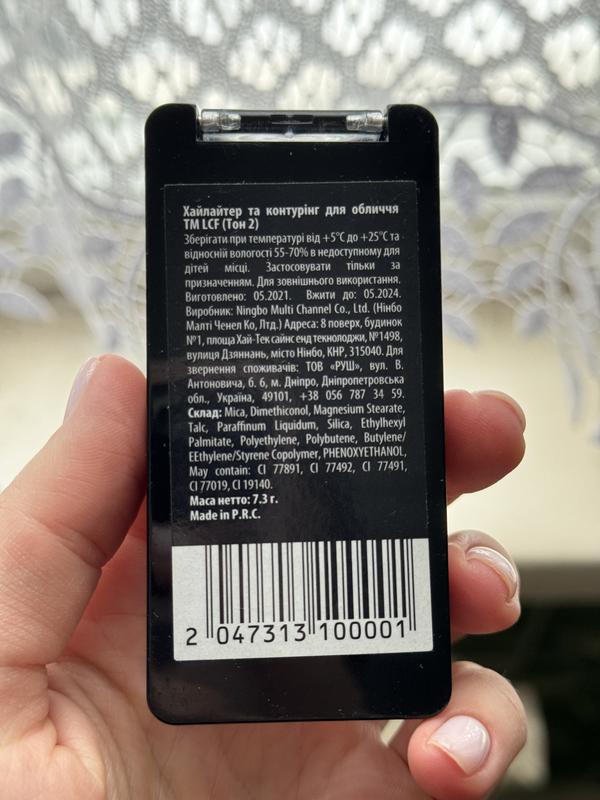 Хайлайтер та контурінг для обличчя
ТМ LCF (Тон 2)
Зберігати при температурі від +5°С до +25°С та
відносній вологості 55-70% в недоступному для
дітей місці. Застосовувати тільки за
призначенням. Для зовнішнього використання.
Виготовлено: 05.2021. Вжити до: 05.2024.
Виробник: Ningbo Multi Channel Co., Ltd. (Нінбо
Малті Ченел Ко, Лтд.) Адреса: 8 поверх, будинок
№1, площа Хай-Тек сайнс енд текнолоджи, №1498,
вулиця Дзяннань, місто Нінбо, КНР, 315040. Для
звернення споживачів: ТОВ «РУШ», вул. В.
Антоновича, б. 6, м. Дніпро, Дніпропетровська
обл., Україна, 49101, +38 056 787 34 59.
Склад: Mica, Dimethiconol, Magnesium Stearate,
Talc, Paraffinum Liquidum, Silica, Ethylhexyl
Palmitate, Polyethylene, Polybutene, Butylene/
EEthylene/Styrene Copolymer, PHENOXYETHANOL,
May contain: CI 77891, CI 77492, CI 77491,
CI 77019, CI 19140.
Маса нетто: 7.3 г.
Made in P.R.C.
2 047313 100001